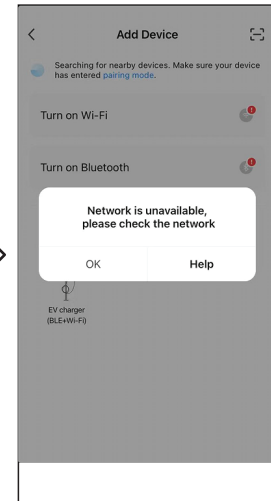 Add Device
Searching for nearby devices. Make sure your device
has entered pairing mode.
Turn on Wi-Fi
Turn on Bluetooth
Network is unavailable,
please check the network
OK Help
EV charger
(BLE+Wi-Fi)